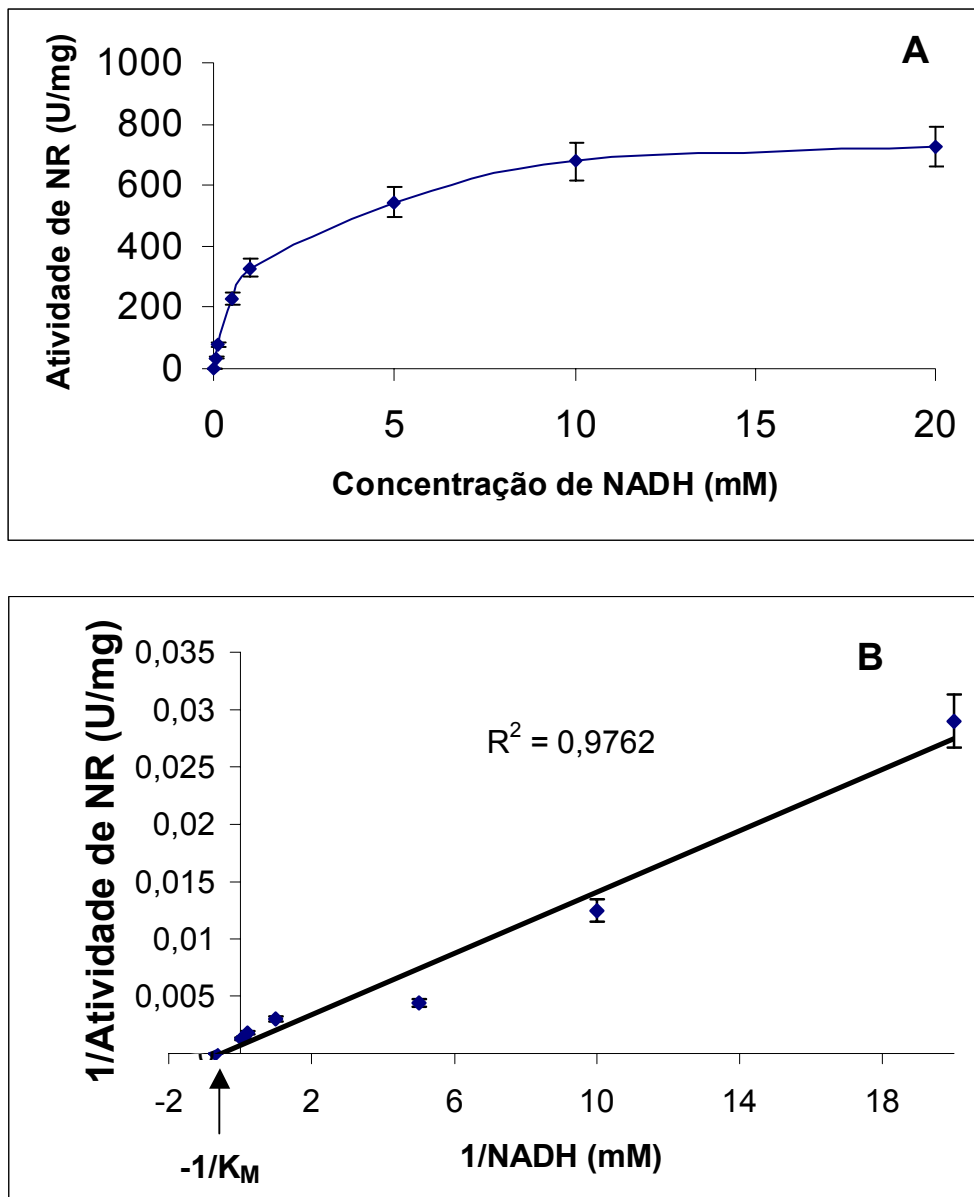 A
Atividade de NR (U/mg)
1000
800
600
400
200
0
0 5 10 15 20
Concentração de NADH (mM)
B
1/Atividade de NR (U/mg)
0,035
0,03
0,025
0,02
0,015
0,01
0,005
R² = 0,9762
-2 2 6 10 14 18
-1/K_M
1/NADH (mM)